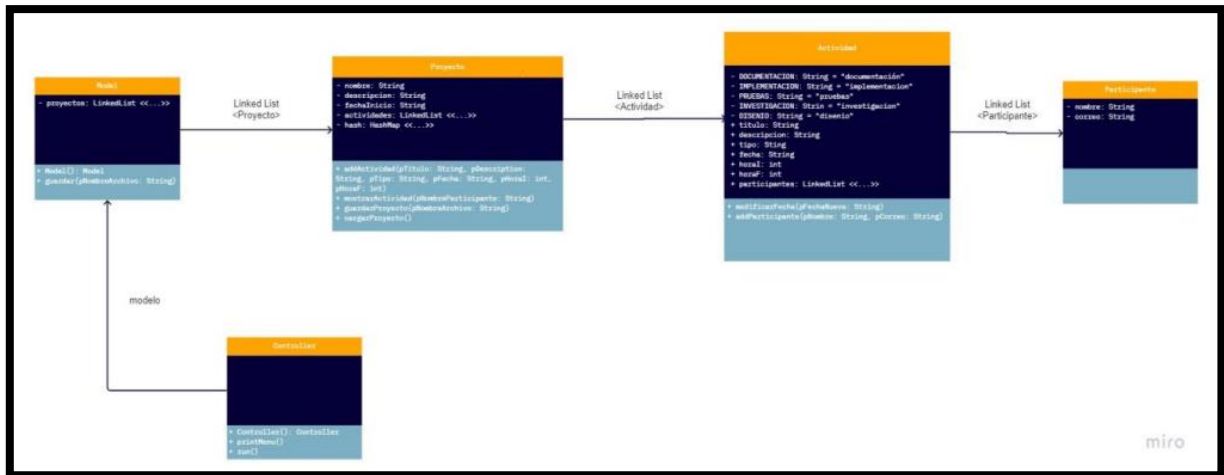 Model
- proyectos: LinkedList <<...>>
+ Model(): Model
+ guardar(pNombreArchivo: String)
Linked List
<Proyecto>
Proyecto
- nombre: String
- descripcion: String
- fechaInicio: String
- actividades: LinkedList <<...>>
- hash: HashMap <<...>>
+ addActividad(pTitulo: String, pDescription:
String, pTipo: String, pFecha: String, pHoraI: int,
pHoraF: int)
+ mostrarActividad(pNombreParticipante: String)
+ guardarProyecto(pNombreArchivo: String)
+ cargarProyecto()
Linked List
<Actividad>
Actividad
- DOCUMENTACION: String = "documentación"
- IMPLEMENTACION: String = "implementacion"
- PRUEBAS: String = "pruebas"
- INVESTIGACION: Strin = "investigacion"
- DISENIO: String = "disenio"
+ titulo: String
+ descripcion: String
+ tipo: Sting
+ fecha: String
+ horaI: int
+ horaF: int
+ participantes: LinkedList <<...>>
+ modificarFecha(pFechaNueva: String)
+ addParticipante(pNombre: String, pCorreo: String)
Linked List
<Participante>
Participante
- nombre: String
- correo: String
modelo
Controller
+ Controller(): Controller
+ printMenu()
+ run()
miro